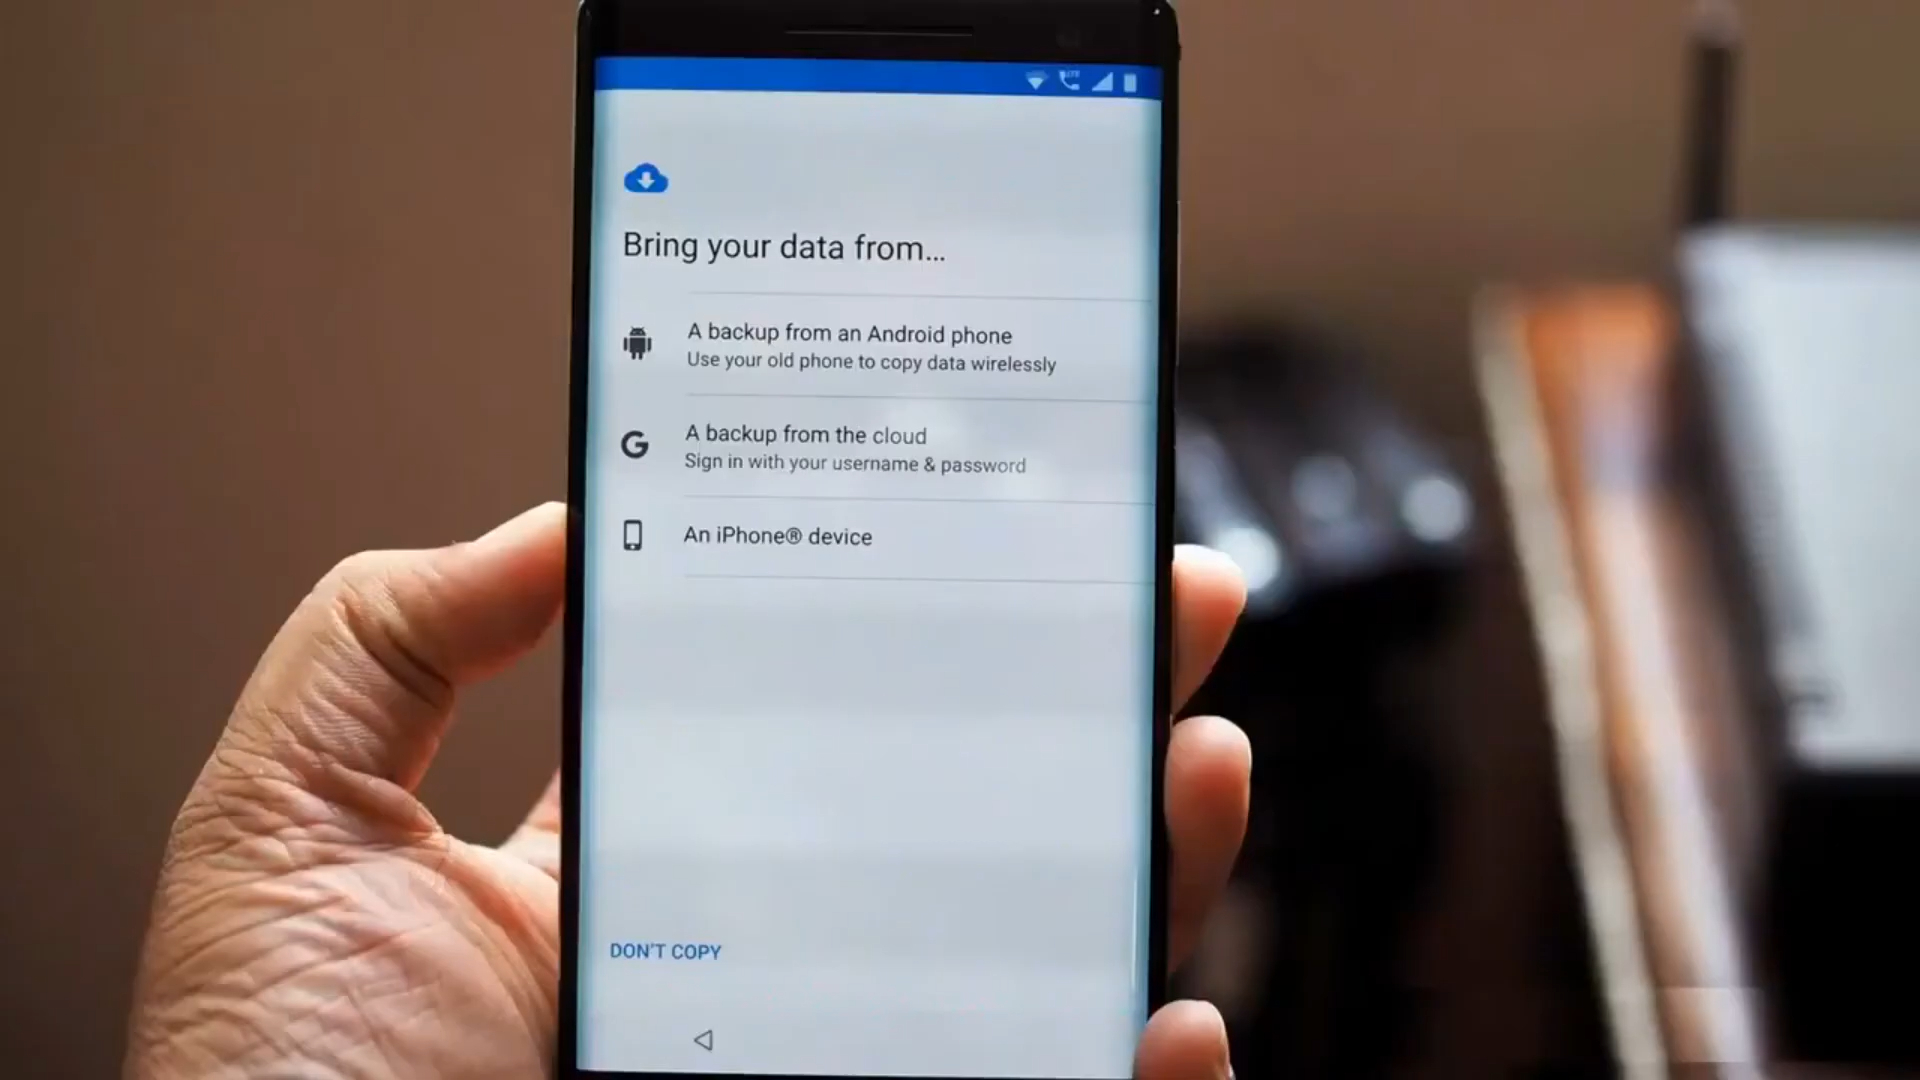 LTE
Bring your data from...
A backup from an Android phone
Use your old phone to copy data wirelessly
G
A backup from the cloud
Sign in with your username & password
An iPhone® device
DON'T COPY